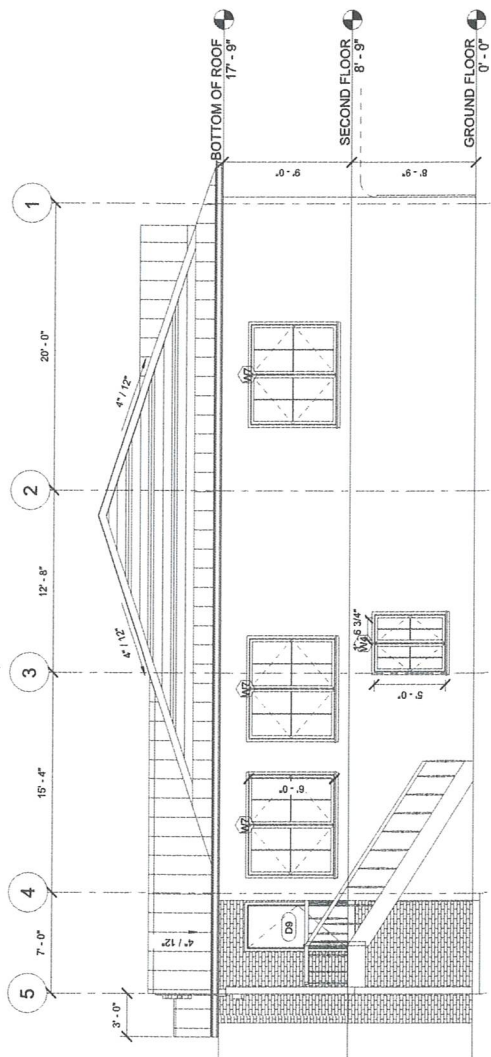 5
4
3
2
1
3' - 0"
7' - 0"
15' - 4"
12' - 8"
20' - 0"
4" / 12"
4" / 12"
4" / 12"
BOTTOM OF ROOF
17' - 9"
SECOND FLOOR
8' - 9"
GROUND FLOOR
0' - 0"
9' - 0"
8' - 9"
W7
W7
W7
6' - 0"
D9
W4
6 3/4"
5' - 0"